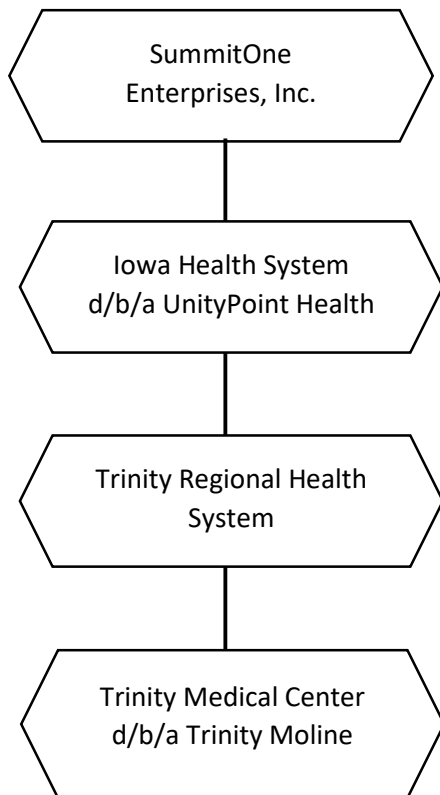 SummitOne
Enterprises, Inc.
Iowa Health System
d/b/a UnityPoint Health
Trinity Regional Health
System
Trinity Medical Center
d/b/a Trinity Moline